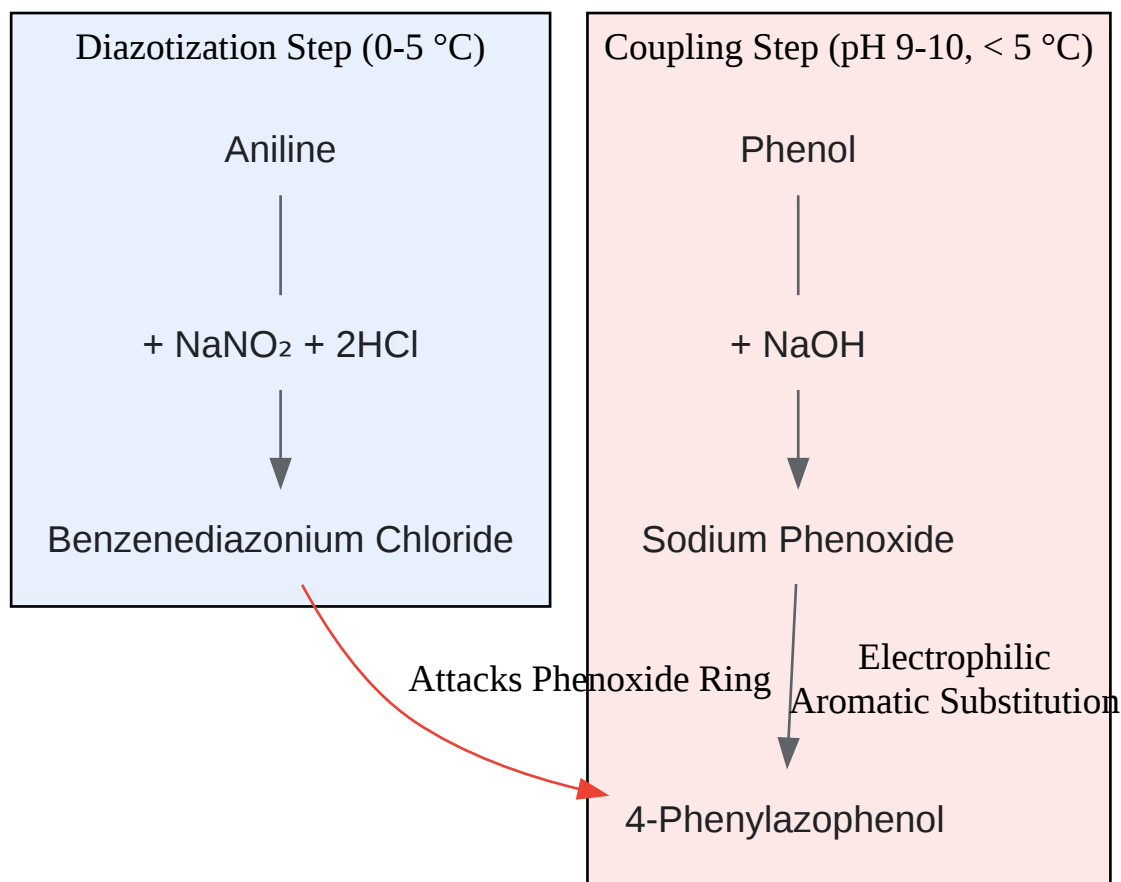 Diazotization Step (0-5 °C)
Aniline
+ NaNO₂ + 2HCl
Benzenediazonium Chloride
Coupling Step (pH 9-10, < 5 °C)
Phenol
+ NaOH
Sodium Phenoxide
Attacks Phenoxide Ring
Electrophilic
Aromatic Substitution
4-Phenylazophenol